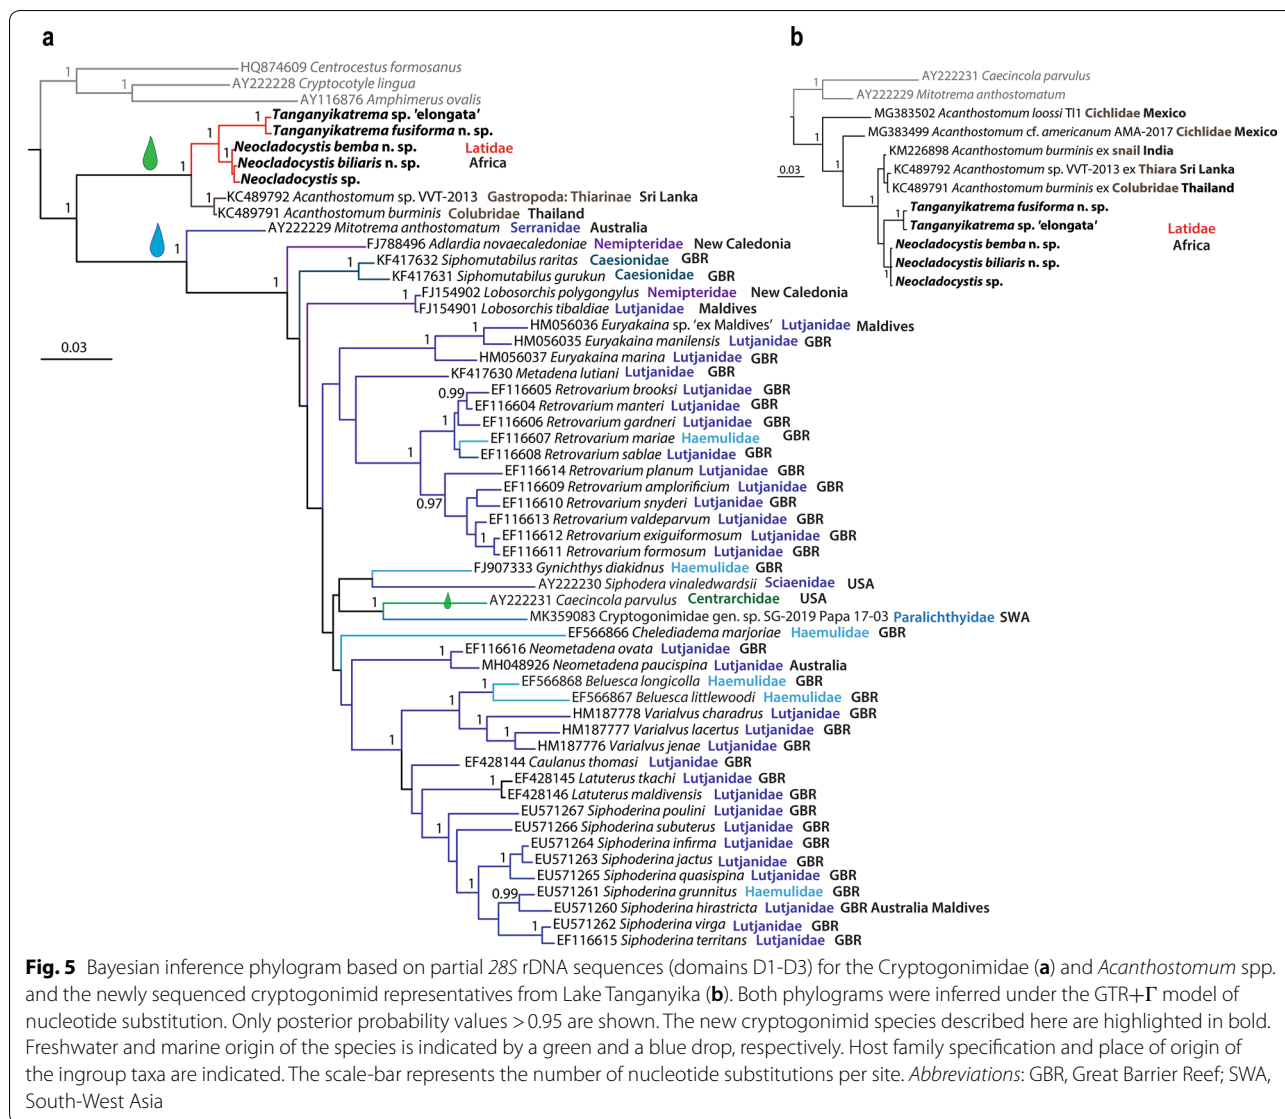 a
1
HQ874609 Centrocestus formosanus
1
AY222228 Cryptocotyle lingua
AY116876 Amphimerus ovalis
1
Tanganyikatrema sp. 'elongata'
Tanganyikatrema fusiforma n. sp.
1
Neocladocystis bemba n. sp.
Latidae
1
Neocladocystis biliaris n. sp.
Africa
1
Neocladocystis sp.
KC489792 Acanthostomum sp. VVT-2013 Gastropoda: Thiarinae Sri Lanka
1
KC489791 Acanthostomum burminis Colubridae Thailand
1
AY222229 Mitotrema anthostomatum Serranidae Australia
1
FJ788496 Adlardia novaecaledoniae Nemipteridae New Caledonia
KF417632 Siphomutabilus raritas Caesionidae GBR
1
KF417631 Siphomutabilus gurukun Caesionidae GBR
1
FJ154902 Lobosorchis polygongylus Nemipteridae New Caledonia
1
FJ154901 Lobosorchis tibaldiae Lutjanidae Maldives
HM056036 Euryakaina sp. 'ex Maldives' Lutjanidae Maldives
1
HM056035 Euryakaina manilensis Lutjanidae GBR
1
HM056037 Euryakaina marina Lutjanidae GBR
0.03
KF417630 Metadena lutiani Lutjanidae GBR
EF116605 Retrovarium brooksi Lutjanidae GBR
0.99
EF116604 Retrovarium manteri Lutjanidae GBR
1
EF116606 Retrovarium gardneri Lutjanidae GBR
EF116607 Retrovarium mariae Haemulidae GBR
1
EF116608 Retrovarium sablae Lutjanidae GBR
EF116614 Retrovarium planum Lutjanidae GBR
EF116609 Retrovarium amplorificium Lutjanidae GBR
0.97
EF116610 Retrovarium snyderi Lutjanidae GBR
EF116613 Retrovarium valdeparvum Lutjanidae GBR
EF116612 Retrovarium exiguiformosum Lutjanidae GBR
1
EF116611 Retrovarium formosum Lutjanidae GBR
FJ907333 Gynichthys diakidnus Haemulidae GBR
AY222230 Siphodera vinaledwardsii Sciaenidae USA
AY222231 Caecincola parvulus Centrarchidae USA
1
MK359083 Cryptogonimidae gen. sp. SG-2019 Papa 17-03 Paralichthyidae SWA
EF566866 Chelediadema marjoriae Haemulidae GBR
EF116616 Neometadena ovata Lutjanidae GBR
1
MH048926 Neometadena paucispina Lutjanidae Australia
EF566868 Beluesca longicolla Haemulidae GBR
1
EF566867 Beluesca littlewoodi Haemulidae GBR
1
HM187778 Varialvus charadrus Lutjanidae GBR
1
HM187777 Varialvus lacertus Lutjanidae GBR
1
1
HM187776 Varialvus jenae Lutjanidae GBR
EF428144 Caulanus thomasi Lutjanidae GBR
EF428145 Latuterus tkachi Lutjanidae GBR
1
EF428146 Latuterus maldivensis Lutjanidae GBR
EU571267 Siphoderina poulini Lutjanidae GBR
1
EU571266 Siphoderina subuterus Lutjanidae GBR
EU571264 Siphoderina infirma Lutjanidae GBR
1
EU571263 Siphoderina jactus Lutjanidae GBR
EU571265 Siphoderina quasispina Lutjanidae GBR
1
EU571261 Siphoderina grunnitus Haemulidae GBR
0.99
EU571260 Siphoderina hirastricta Lutjanidae GBR Australia Maldives
EU571262 Siphoderina virga Lutjanidae GBR
1
EF116615 Siphoderina territans Lutjanidae GBR
b
AY222231 Caecincola parvulus
1
AY222229 Mitotrema anthostomatum
MG383502 Acanthostomum loossi Tl1 Cichlidae Mexico
1
MG383499 Acanthostomum cf. americanum AMA-2017 Cichlidae Mexico
KM226898 Acanthostomum burminis ex snail India
1
KC489792 Acanthostomum sp. VVT-2013 ex Thiara Sri Lanka
0.03
1
KC489791 Acanthostomum burminis ex Colubridae Thailand
Tanganyikatrema fusiforma n. sp.
1
Tanganyikatrema sp. 'elongata'
Latidae
Neocladocystis bemba n. sp.
Africa
1
Neocladocystis biliaris n. sp.
1
Neocladocystis sp.
Fig. 5 Bayesian inference phylogram based on partial 28S rDNA sequences (domains D1-D3) for the Cryptogonimidae (a) and Acanthostomum spp.
and the newly sequenced cryptogonimid representatives from Lake Tanganyika (b). Both phylograms were inferred under the GTR+Γ model of
nucleotide substitution. Only posterior probability values > 0.95 are shown. The new cryptogonimid species described here are highlighted in bold.
Freshwater and marine origin of the species is indicated by a green and a blue drop, respectively. Host family specification and place of origin of
the ingroup taxa are indicated. The scale-bar represents the number of nucleotide substitutions per site. Abbreviations: GBR, Great Barrier Reef; SWA,
South-West Asia